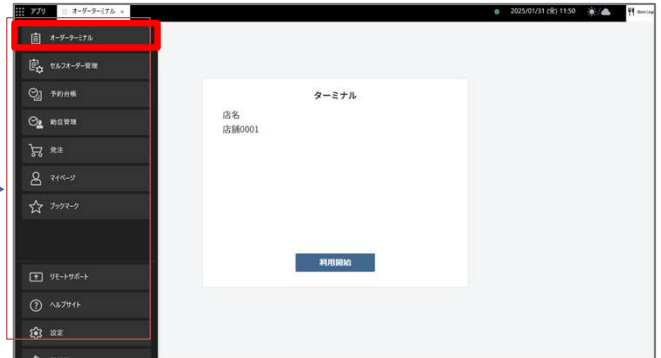 アプリ
オーダーターミナル ×
2025/01/31 (金) 11:50
オーダーターミナル
セルフオーダー管理
予約台帳
勤怠管理
発注
マイページ
ブックマーク
リモートサポート
ヘルプサイト
設定
ターミナル
店名
店舗0001
利用開始